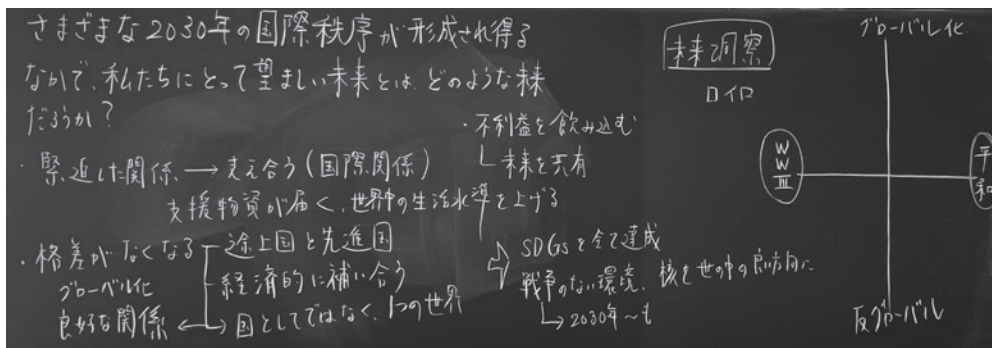 さまざまな2030年の国際秩序が形成され得る
なかで、私たちにとって望ましい未来とは、どのような未来
だろうか?
・緊迫した関係 → 支え合う(国際関係)
支援物資が届く、世界中の生活水準を上げる
・格差がなくなる
グローバル化
良好な関係
途上国と先進国
経済的に補い合う
国としてではなく、1つの世界
・不利益を飲み込む
未来を共有
⇨ SDGsを全て達成
戦争のない環境、核を世の中の良い方向に
→ 2030年~も
未来洞察
ロイロ
グローバル化
WWⅢ
平和
反グローバル